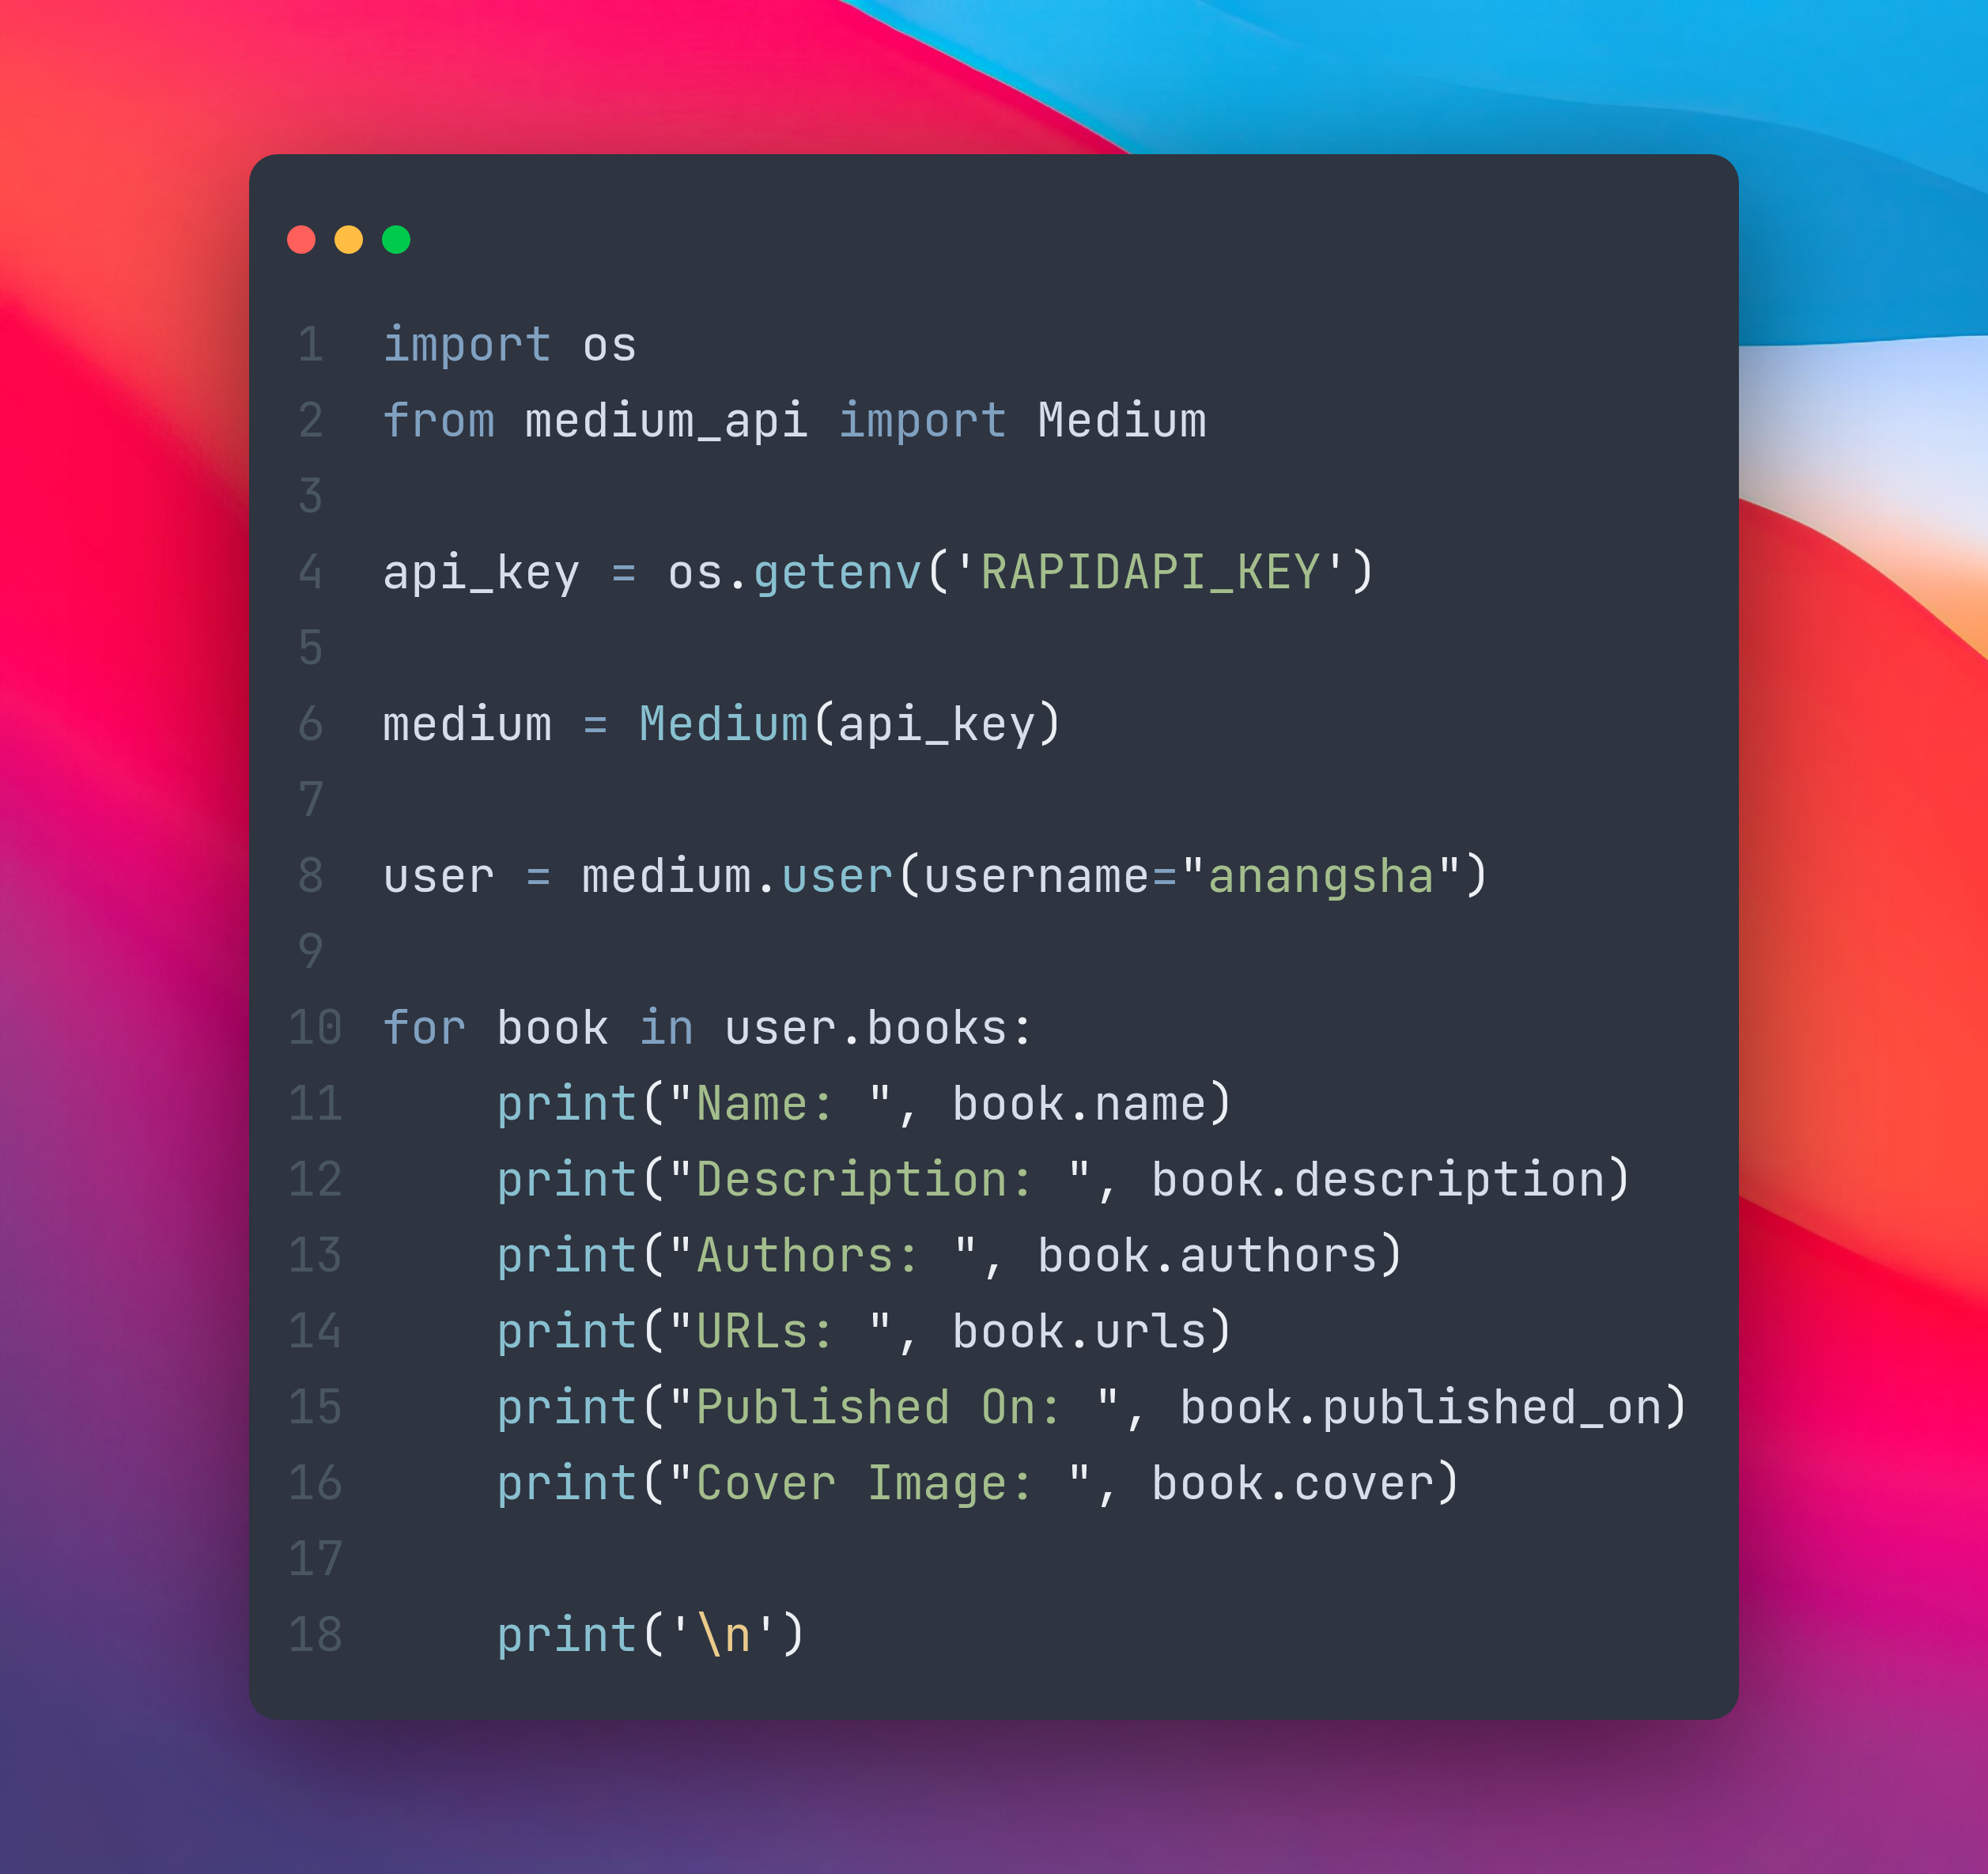 1 import os
2 from medium_api import Medium
3
4 api_key = os.getenv('RAPIDAPI_KEY')
5
6 medium = Medium(api_key)
7
8 user = medium.user(username="anangsha")
9
10 for book in user.books:
11     print("Name: ", book.name)
12     print("Description: ", book.description)
13     print("Authors: ", book.authors)
14     print("URLs: ", book.urls)
15     print("Published On: ", book.published_on)
16     print("Cover Image: ", book.cover)
17
18     print('\n')